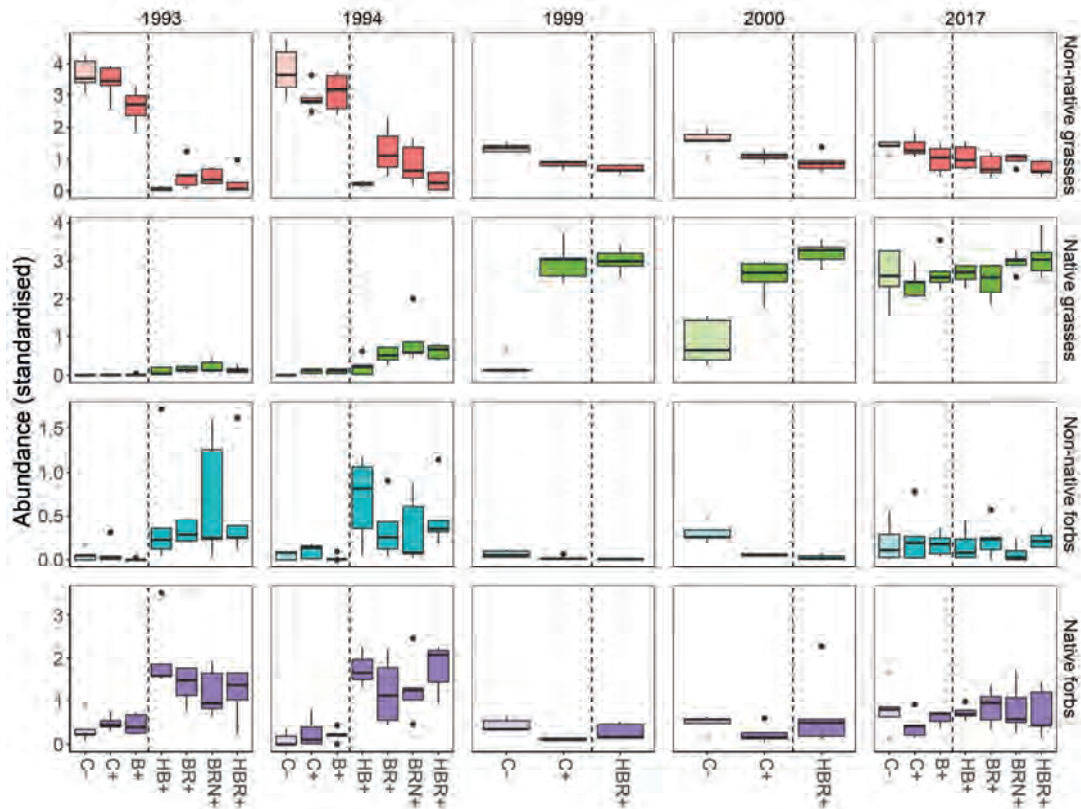 1993 1994 1999 2000 2017
Abundance (standardised)
4
3
2
1
0
Non-native grasses
4
3
2
1
0
Native grasses
1.5
1.0
0.5
0.0
Non-native forbs
3
2
1
0
Native forbs
C- C+ B+ HB+ BR+ BRN+ HBR+ C- C+ B+ HB+ BR+ BRN+ HBR+ C- C+ HBR+ C- C+ HBR+ C- C+ B+ HB+ BR+ BRN+ HBR+